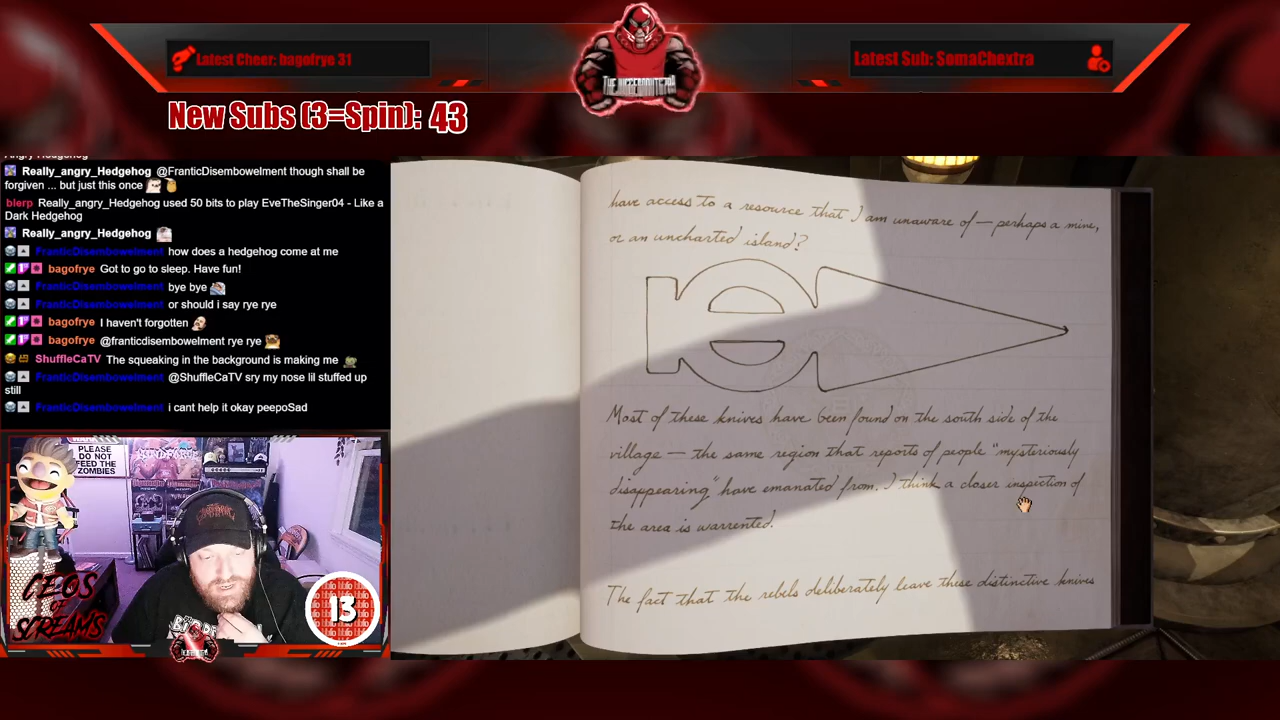 Latest Cheer: bagofrye 31
Latest Sub: SomaChextra
New Subs (3=Spin): 43
Angry Hedgehog
Really_angry_Hedgehog @FranticDisembowelment though shall be
forgiven ... but just this once
blerp Really_angry_Hedgehog used 50 bits to play EveTheSinger04 - Like a
Dark Hedgehog
Really_angry_Hedgehog
FranticDisembowelment how does a hedgehog come at me
bagofrye Got to go to sleep. Have fun!
FranticDisembowelment bye bye
FranticDisembowelment or should i say rye rye
bagofrye I haven't forgotten
bagofrye @franticdisembowelment rye rye
ShuffleCaTV The squeaking in the background is making me
FranticDisembowelment @ShuffleCaTV sry my nose lil stuffed up
still
FranticDisembowelment i cant help it okay peepoSad
PLEASE
DO NOT
FEED THE
ZOMBIES
CEOS
OF
SCREAMS
13
have access to a resource that I am unaware of — perhaps a mine,
or an uncharted island?
Most of these knives have been found on the south side of the
village — the same region that reports of people "mysteriously
disappearing" have emanated from. I think a closer inspection of
the area is warrented.
The fact that the rebels deliberately leave these distinctive knives